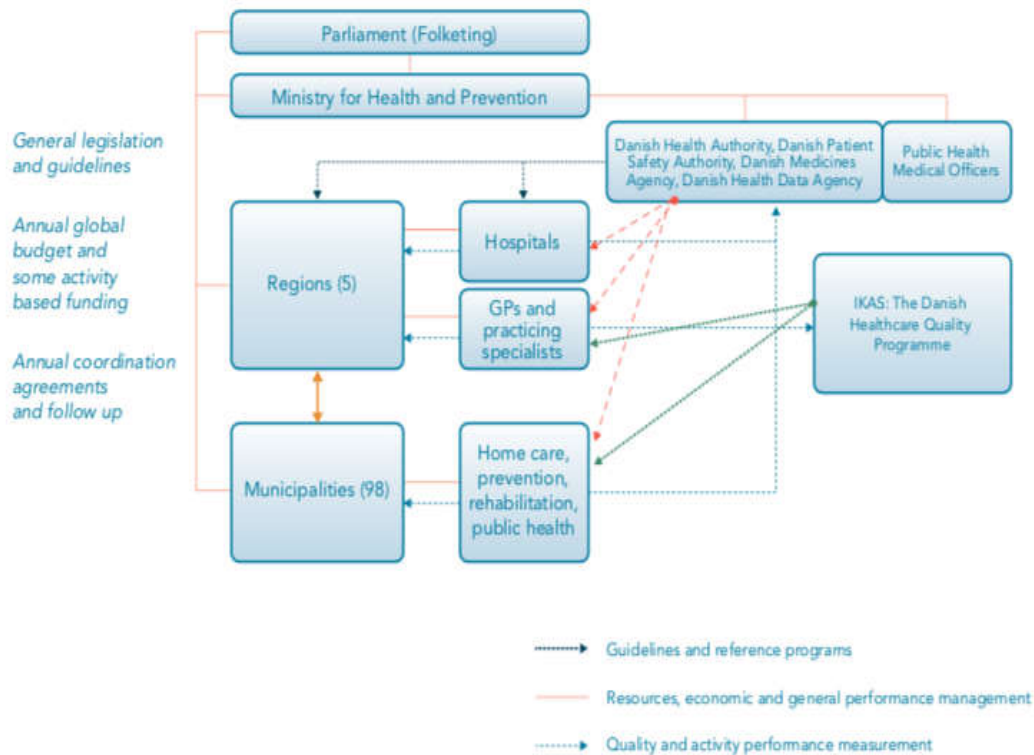 Parliament (Folketing)
Ministry for Health and Prevention
General legislation
and guidelines
Annual global
budget and
some activity
based funding
Annual coordination
agreements
and follow up
Danish Health Authority, Danish Patient
Safety Authority, Danish Medicines
Agency, Danish Health Data Agency
Public Health
Medical Officers
Regions (5)
Hospitals
GPs and
practicing
specialists
IKAS: The Danish
Healthcare Quality
Programme
Municipalities (98)
Home care,
prevention,
rehabilitation,
public health
Guidelines and reference programs
Resources, economic and general performance management
Quality and activity performance measurement